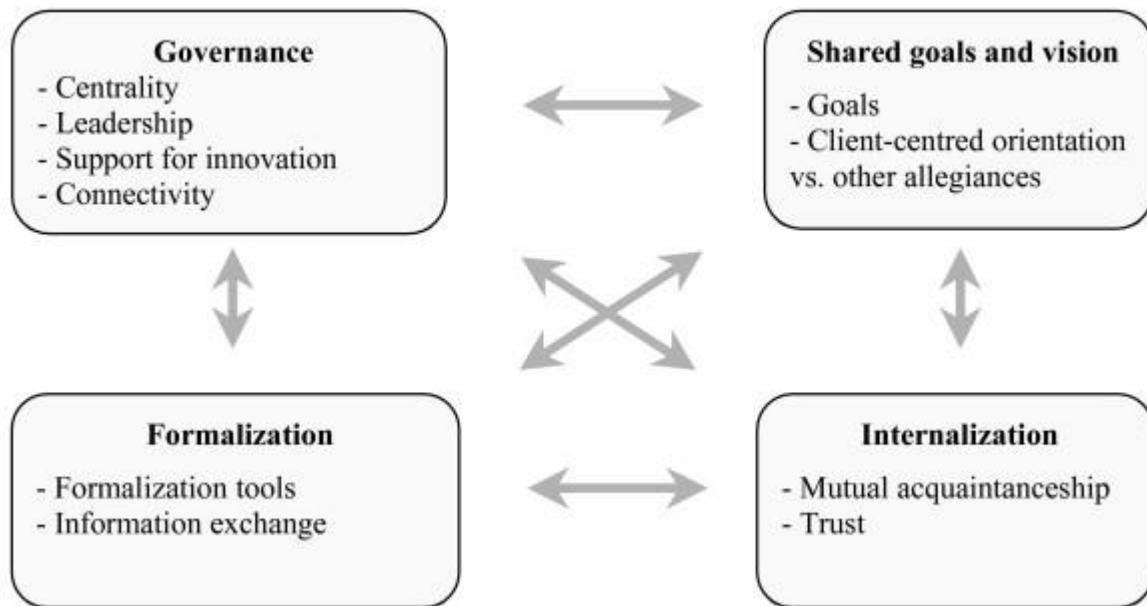 Governance
- Centrality
- Leadership
- Support for innovation
- Connectivity
Shared goals and vision
- Goals
- Client-centred orientation
vs. other allegiances
Formalization
- Formalization tools
- Information exchange
Internalization
- Mutual acquaintanceship
- Trust